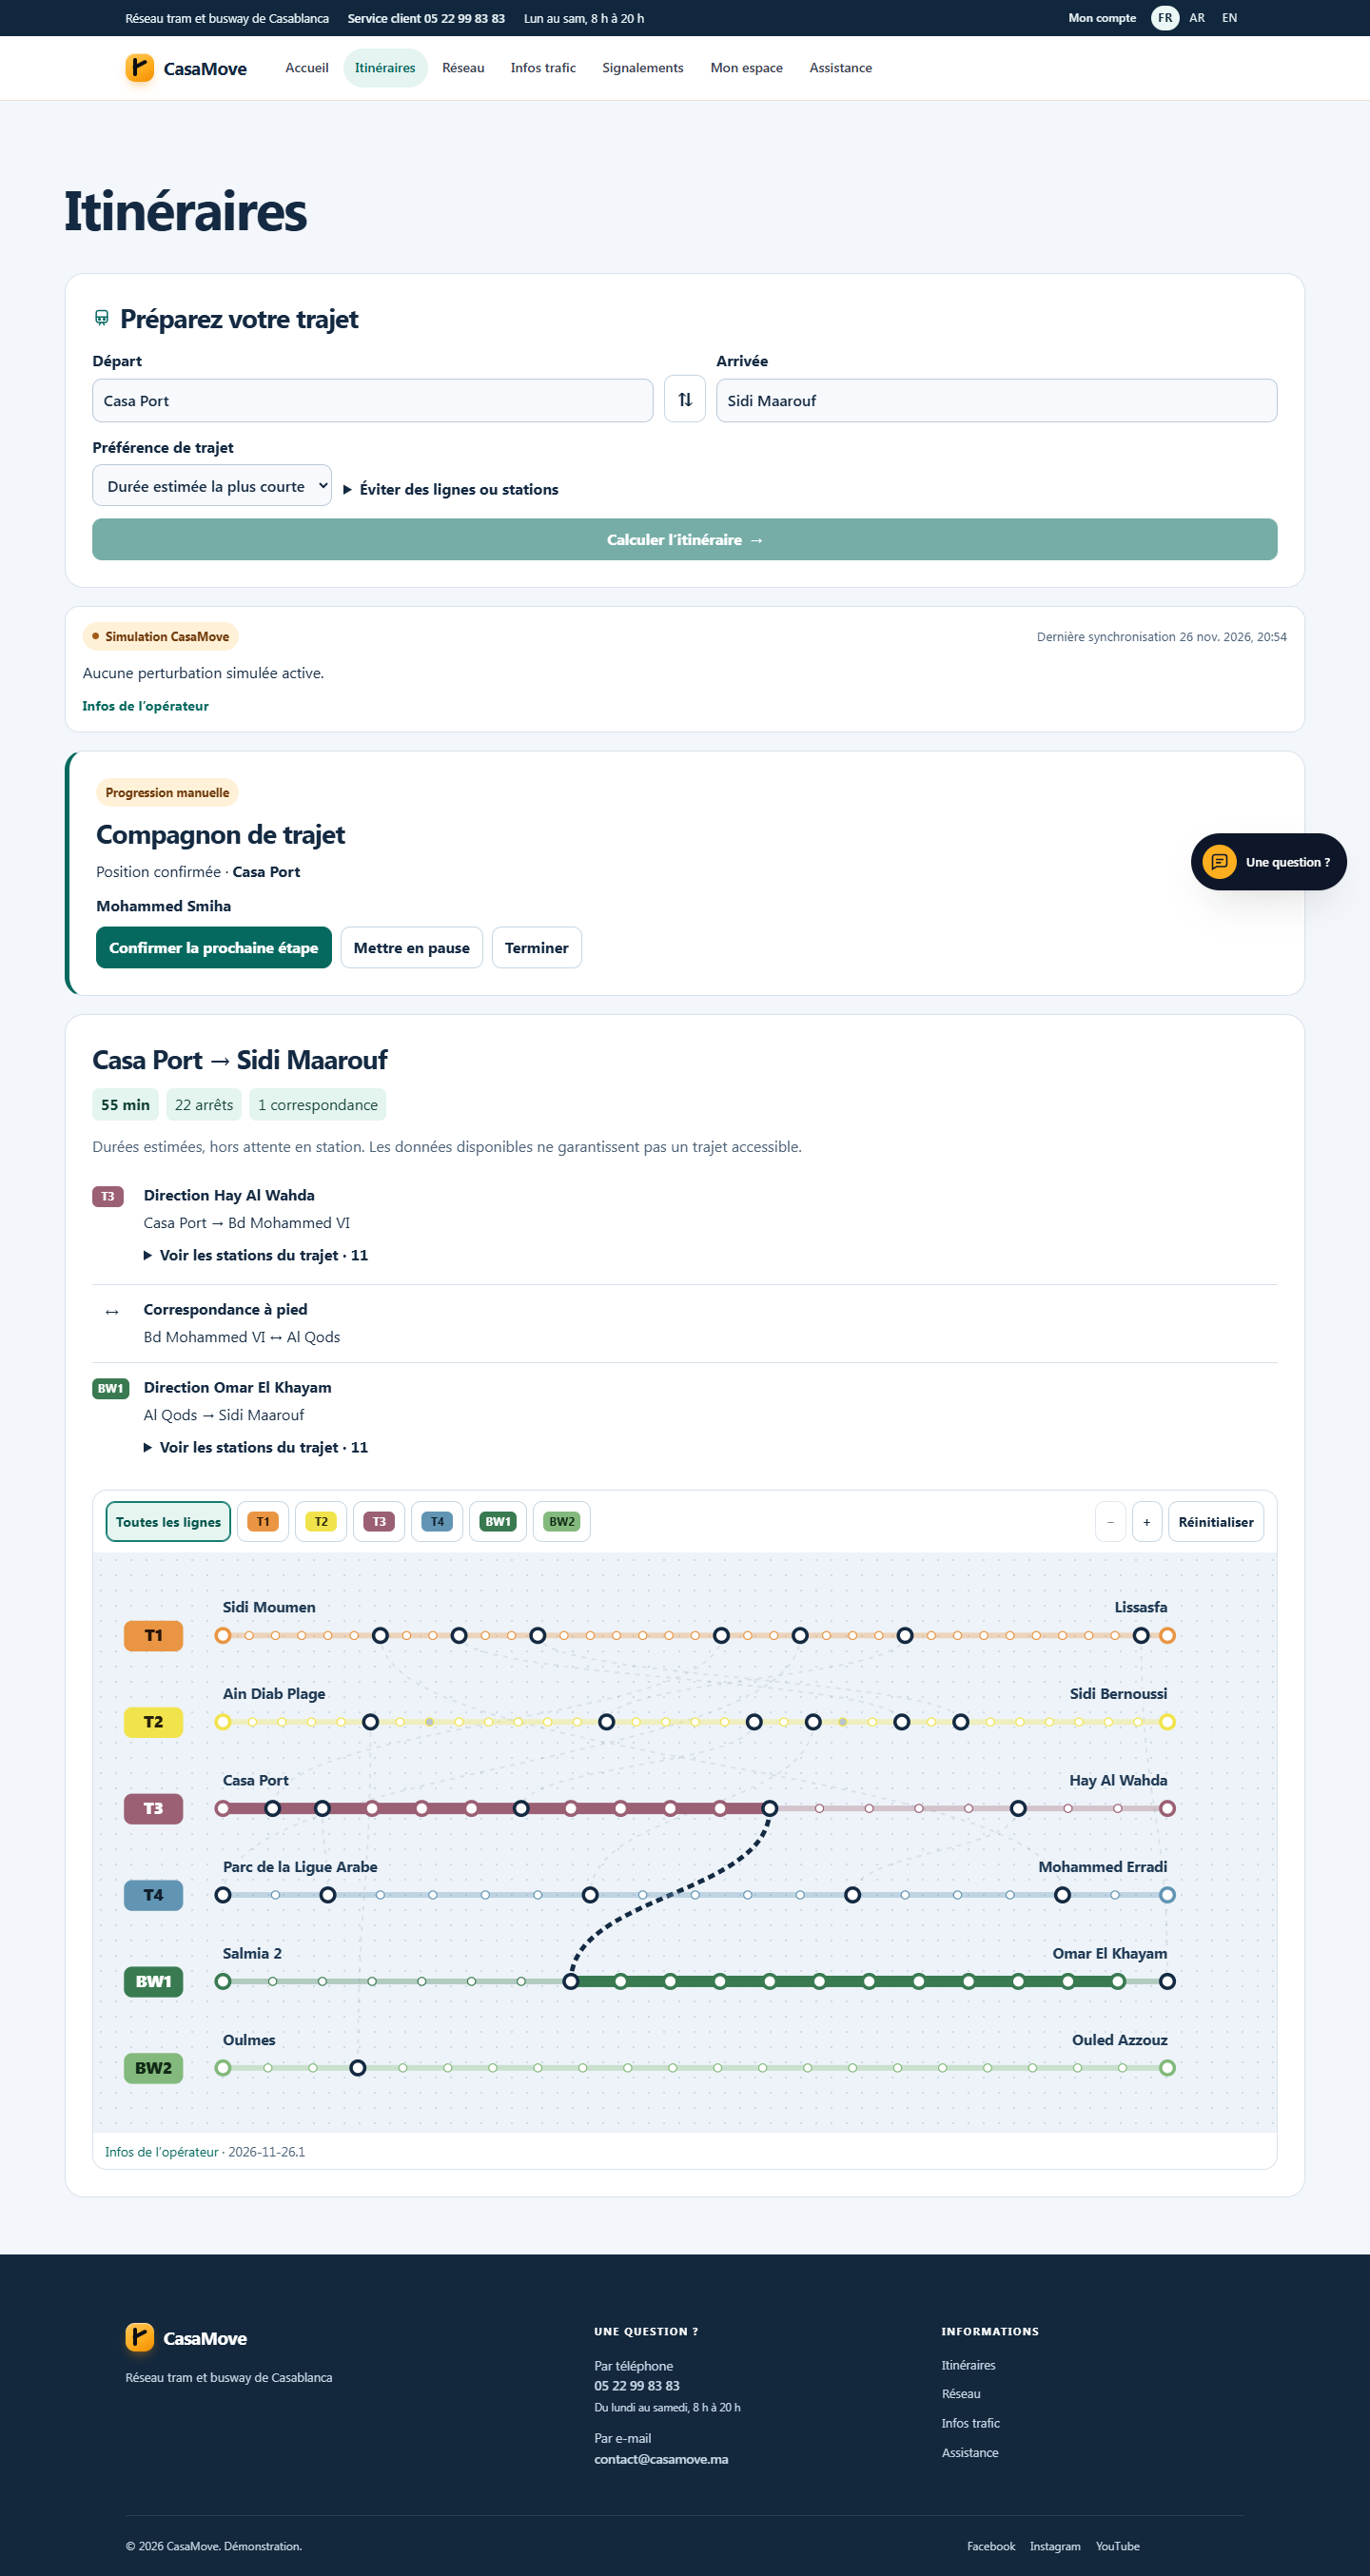 Réseau tram et busway de Casablanca Service client 05 22 99 83 83 Lun au sam, 8 h à 20 h Mon compte FR AR EN
CasaMove Accueil Itinéraires Réseau Infos trafic Signalements Mon espace Assistance
Itinéraires
Préparez votre trajet
Départ Arrivée
Casa Port Sidi Maarouf
Préférence de trajet
Durée estimée la plus courte Éviter des lignes ou stations
Calculer l’itinéraire →
Simulation CasaMove Dernière synchronisation 26 nov. 2026, 20:54
Aucune perturbation simulée active.
Infos de l’opérateur
Progression manuelle
Compagnon de trajet
Une question ?
Position confirmée · Casa Port
Mohammed Smiha
Confirmer la prochaine étape Mettre en pause Terminer
Casa Port → Sidi Maarouf
55 min 22 arrêts 1 correspondance
Durées estimées, hors attente en station. Les données disponibles ne garantissent pas un trajet accessible.
T3 Direction Hay Al Wahda
Casa Port → Bd Mohammed VI
Voir les stations du trajet · 11
↔ Correspondance à pied
Bd Mohammed VI ↔ Al Qods
BW1 Direction Omar El Khayam
Al Qods → Sidi Maarouf
Voir les stations du trajet · 11
Toutes les lignes T1 T2 T3 T4 BW1 BW2 − + Réinitialiser
Sidi Moumen Lissasfa
T1
Ain Diab Plage Sidi Bernoussi
T2
Casa Port Hay Al Wahda
T3
Parc de la Ligue Arabe Mohammed Erradi
T4
Salmia 2 Omar El Khayam
BW1
Oulmes Ouled Azzouz
BW2
Infos de l’opérateur · 2026-11-26.1
CasaMove
Réseau tram et busway de Casablanca
UNE QUESTION ?
Par téléphone
05 22 99 83 83
Du lundi au samedi, 8 h à 20 h
Par e-mail
contact@casamove.ma
INFORMATIONS
Itinéraires
Réseau
Infos trafic
Assistance
© 2026 CasaMove. Démonstration. Facebook Instagram YouTube